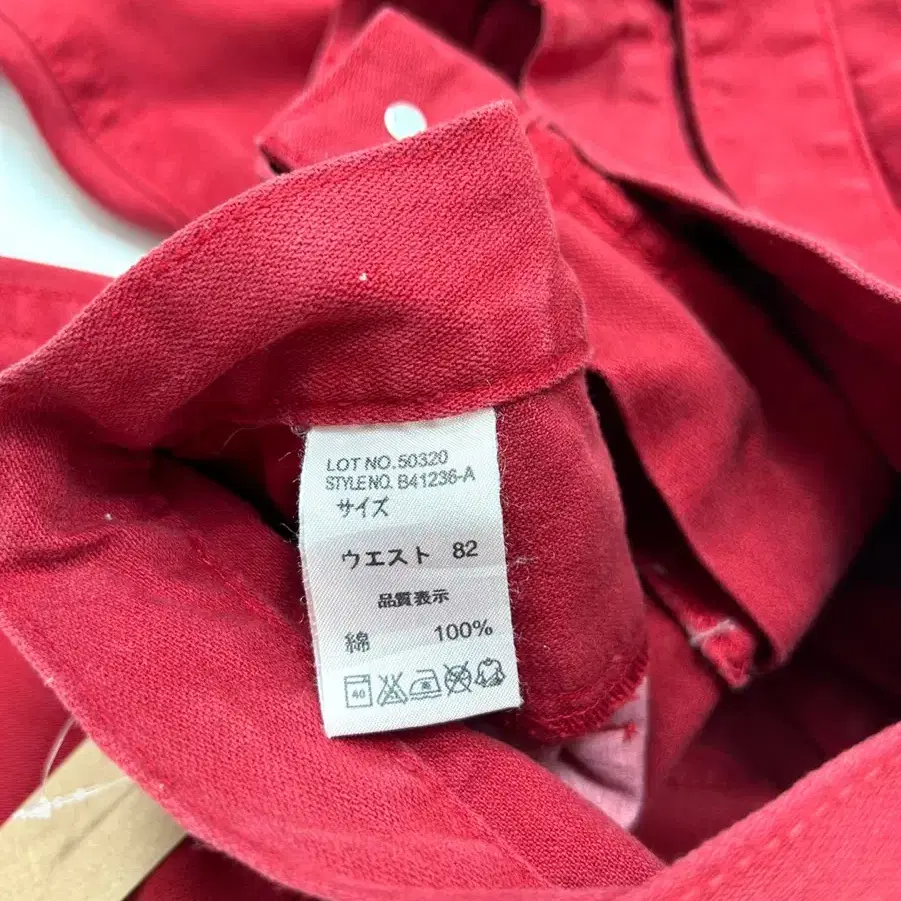 LOT NO. 50320
STYLE NO. B41236-A
サイズ
ウエスト 82
品質表示
綿 100%
40